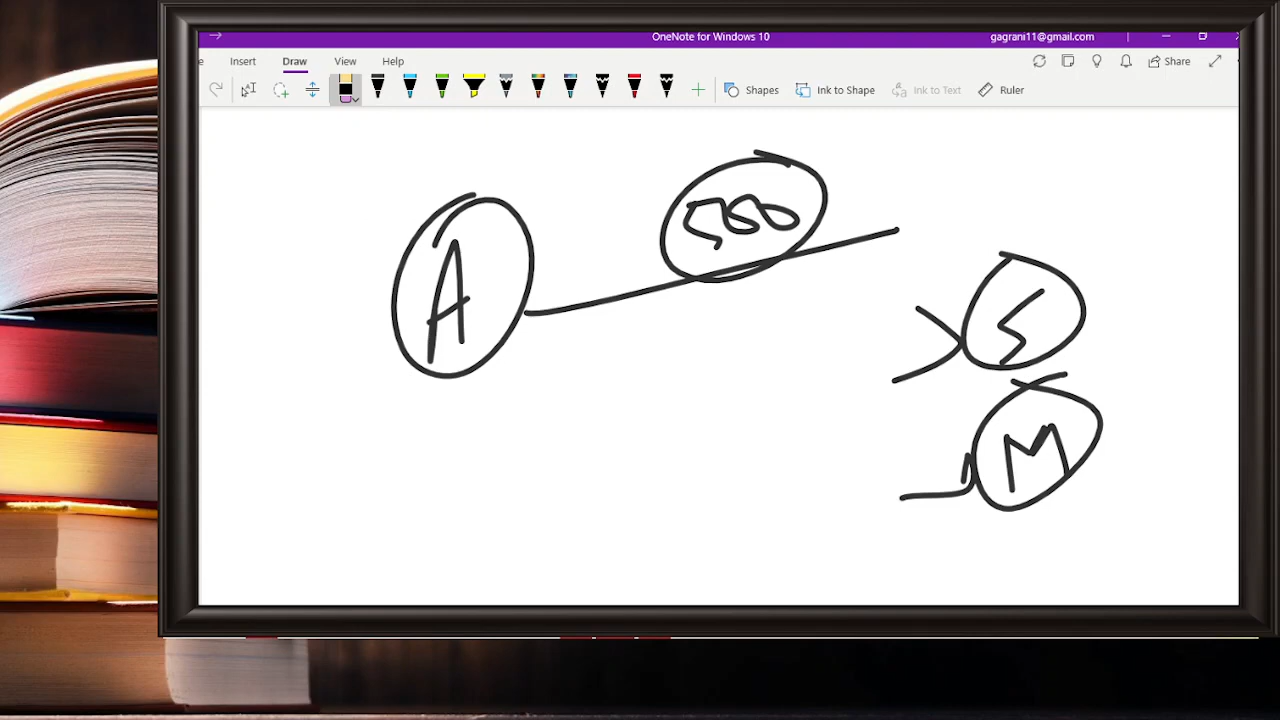 OneNote for Windows 10
gagrani11@gmail.com
Insert Draw View Help
Share
Shapes Ink to Shape Ink to Text Ruler
500
A
S
M